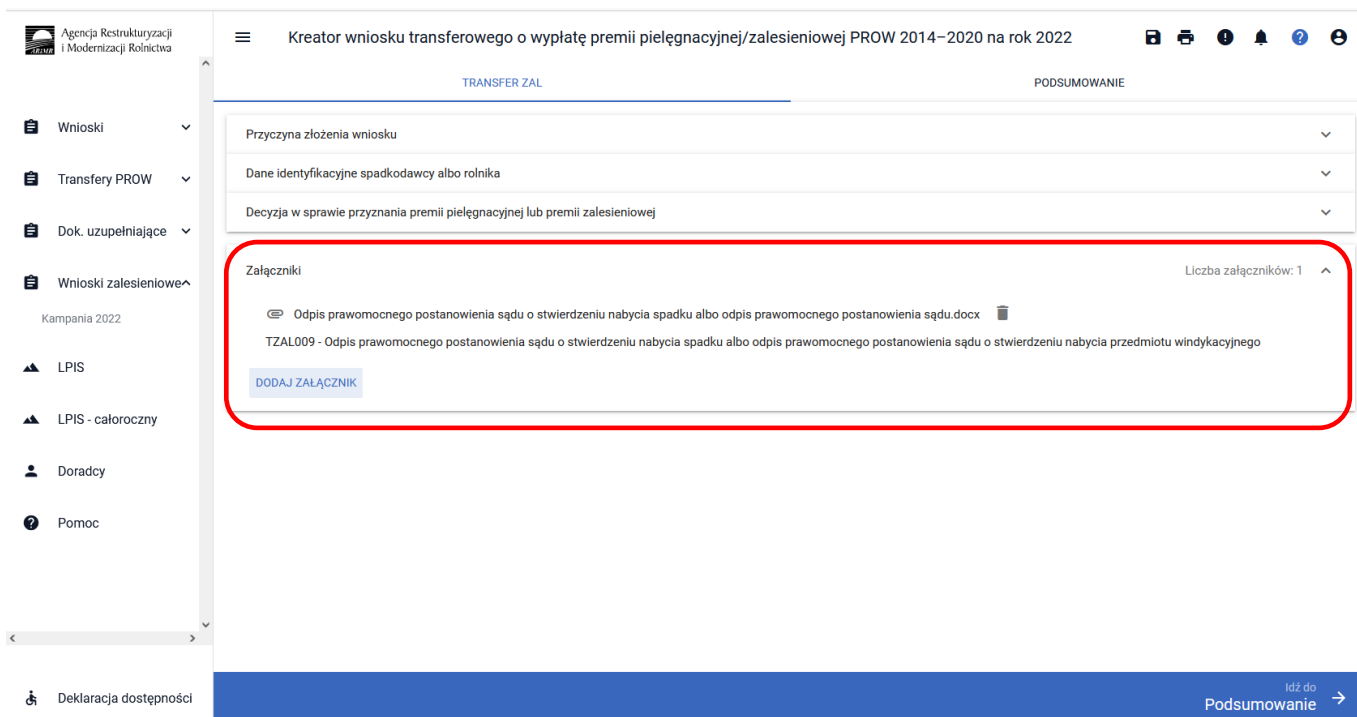 Agencja Restrukturyzacji
i Modernizacji Rolnictwa
ARiMR
Kreator wniosku transferowego o wypłatę premii pielęgnacyjnej/zalesieniowej PROW 2014–2020 na rok 2022
TRANSFER ZAL
PODSUMOWANIE
Wnioski
Transfery PROW
Dok. uzupełniające
Wnioski zalesieniowe
Kampania 2022
LPIS
LPIS - całoroczny
Doradcy
Pomoc
Deklaracja dostępności
Przyczyna złożenia wniosku
Dane identyfikacyjne spadkodawcy albo rolnika
Decyzja w sprawie przyznania premii pielęgnacyjnej lub premii zalesieniowej
Załączniki
Liczba załączników: 1
Odpis prawomocnego postanowienia sądu o stwierdzeniu nabycia spadku albo odpis prawomocnego postanowienia sądu.docx
TZAL009 - Odpis prawomocnego postanowienia sądu o stwierdzeniu nabycia spadku albo odpis prawomocnego postanowienia sądu o stwierdzeniu nabycia przedmiotu windykacyjnego
DODAJ ZAŁĄCZNIK
Idź do
Podsumowanie